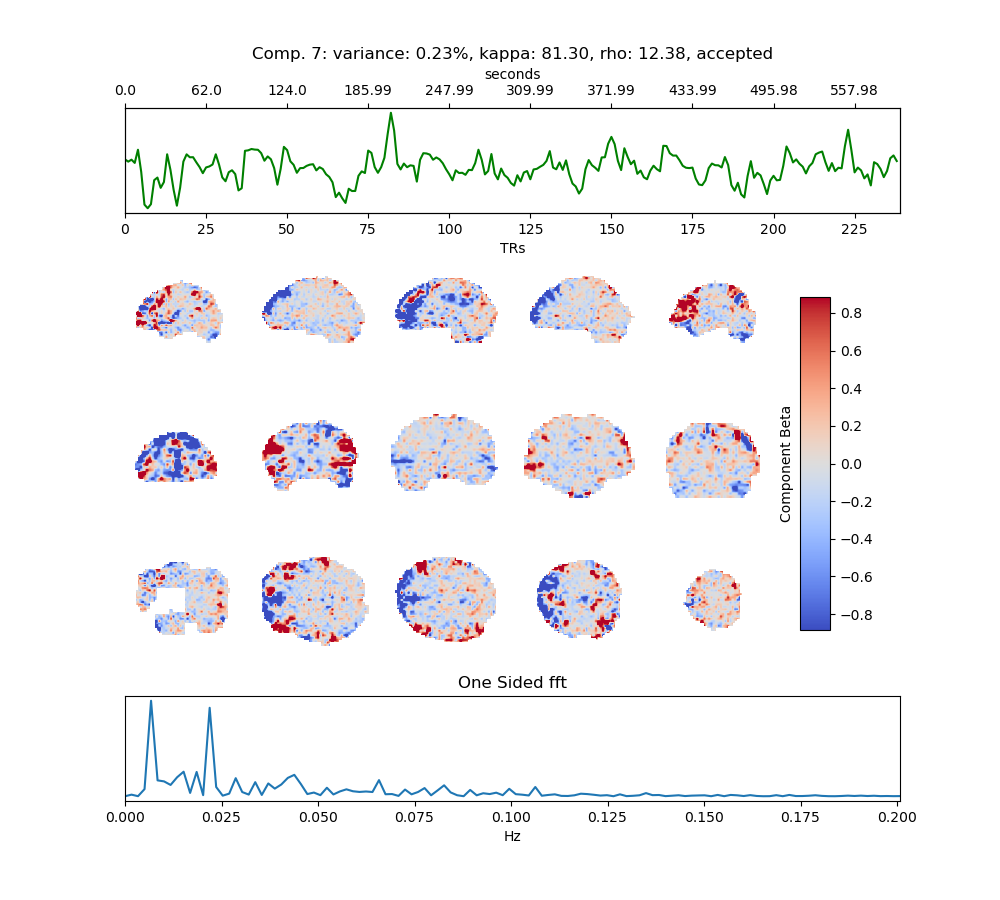 Comp. 7: variance: 0.23%, kappa: 81.30, rho: 12.38, accepted
seconds
0.0 62.0 124.0 185.99 247.99 309.99 371.99 433.99 495.98 557.98
0 25 50 75 100 125 150 175 200 225
TRs
0.8
0.6
0.4
0.2
0.0
−0.2
−0.4
−0.6
−0.8
Component Beta
One Sided fft
0.000 0.025 0.050 0.075 0.100 0.125 0.150 0.175 0.200
Hz